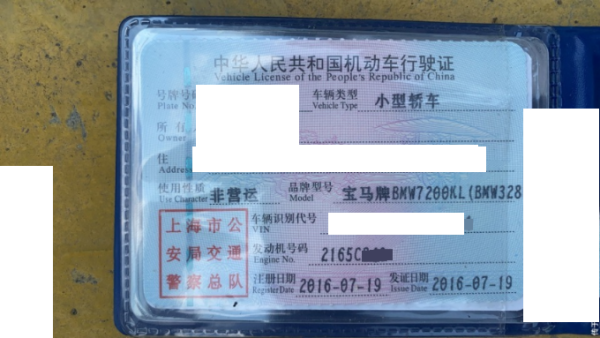 中华人民共和国机动车行驶证
Vehicle License of the People's Republic of China
号牌号
Plate No.
车辆类型
Vehicle Type
小型轿车
所有
Owner
住
Address
使用性质
Use Character
非营运
品牌型号
Model
宝马牌BMW7200KL(BMW328
上海市公
安局交通
警察总队
车辆识别代号
VIN
发动机号码
Engine No.
2165C
注册日期
Register Date
2016-07-19
发证日期
Issue Date
2016-07-19